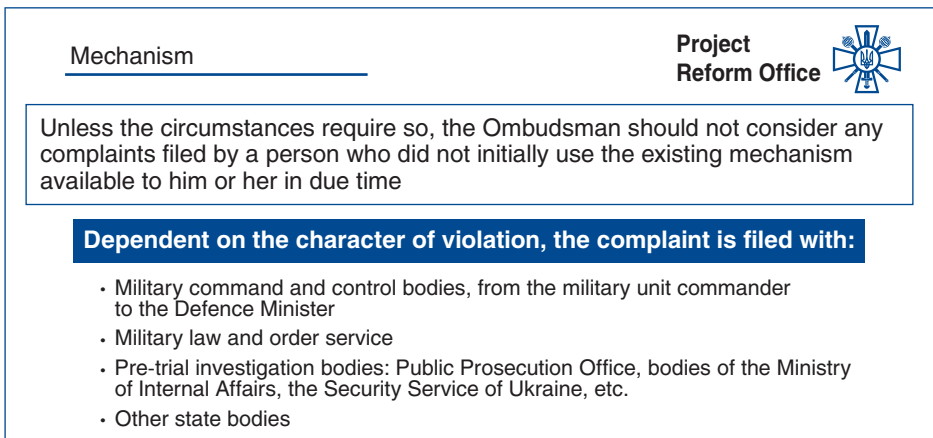 Mechanism
Project
Reform Office
Unless the circumstances require so, the Ombudsman should not consider any
complaints filed by a person who did not initially use the existing mechanism
available to him or her in due time
Dependent on the character of violation, the complaint is filed with:
• Military command and control bodies, from the military unit commander
to the Defence Minister
• Military law and order service
• Pre-trial investigation bodies: Public Prosecution Office, bodies of the Ministry
of Internal Affairs, the Security Service of Ukraine, etc.
• Other state bodies